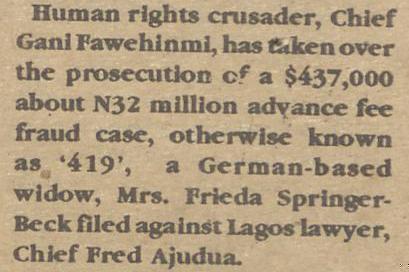 Human rights crusader, Chief
Gani Fawehinmi, has taken over
the prosecution of a $437,000
about N32 million advance fee
fraud case, otherwise known
as '419', a German-based
widow, Mrs. Frieda Springer-
Beck filed against Lagos lawyer,
Chief Fred Ajudua.